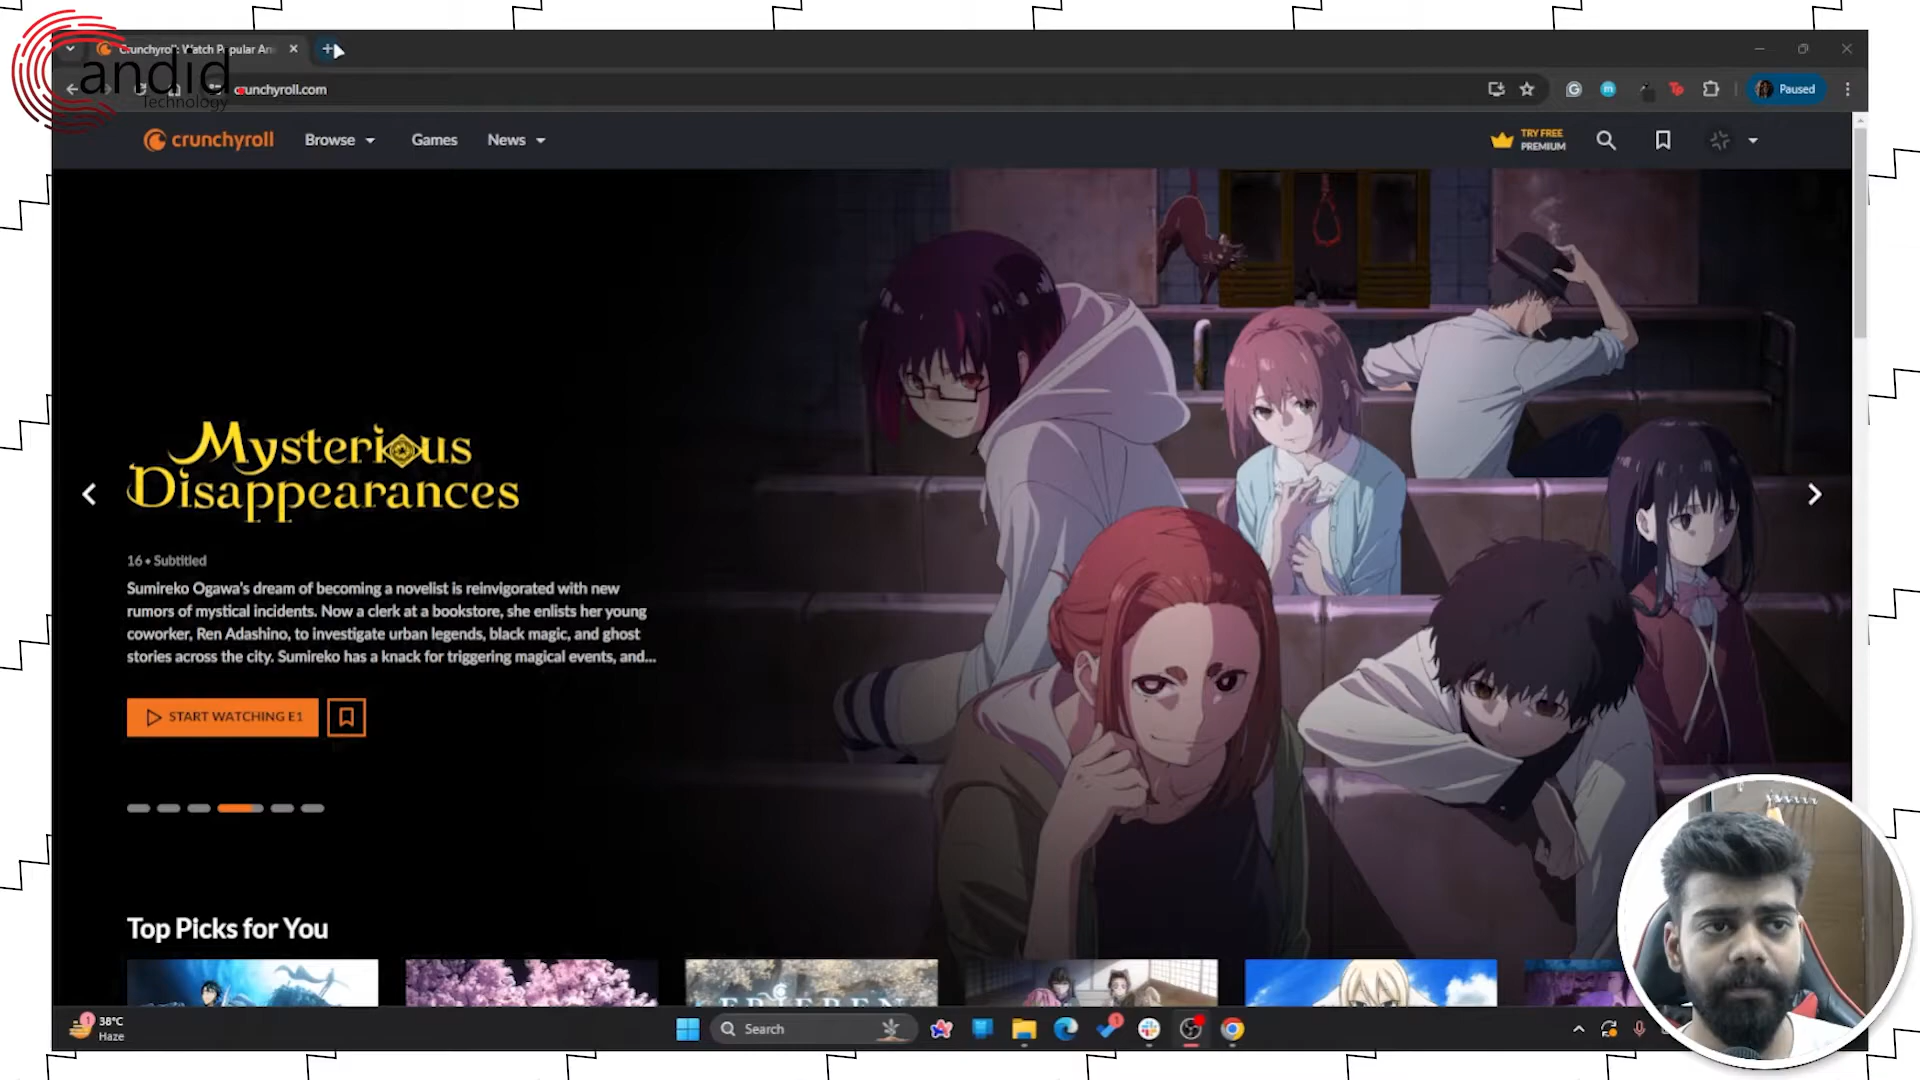 Crunchyroll: Watch Popular An
candid
Technology
crunchyroll.com
Paused
crunchyroll
Browse
Games
News
TRY FREE
PREMIUM
Mysterious
Disappearances
16 • Subtitled
Sumireko Ogawa's dream of becoming a novelist is reinvigorated with new
rumors of mystical incidents. Now a clerk at a bookstore, she enlists her young
coworker, Ren Adashino, to investigate urban legends, black magic, and ghost
stories across the city. Sumireko has a knack for triggering magical events, and...
START WATCHING E1
Top Picks for You
1
38°C
Haze
Search
1